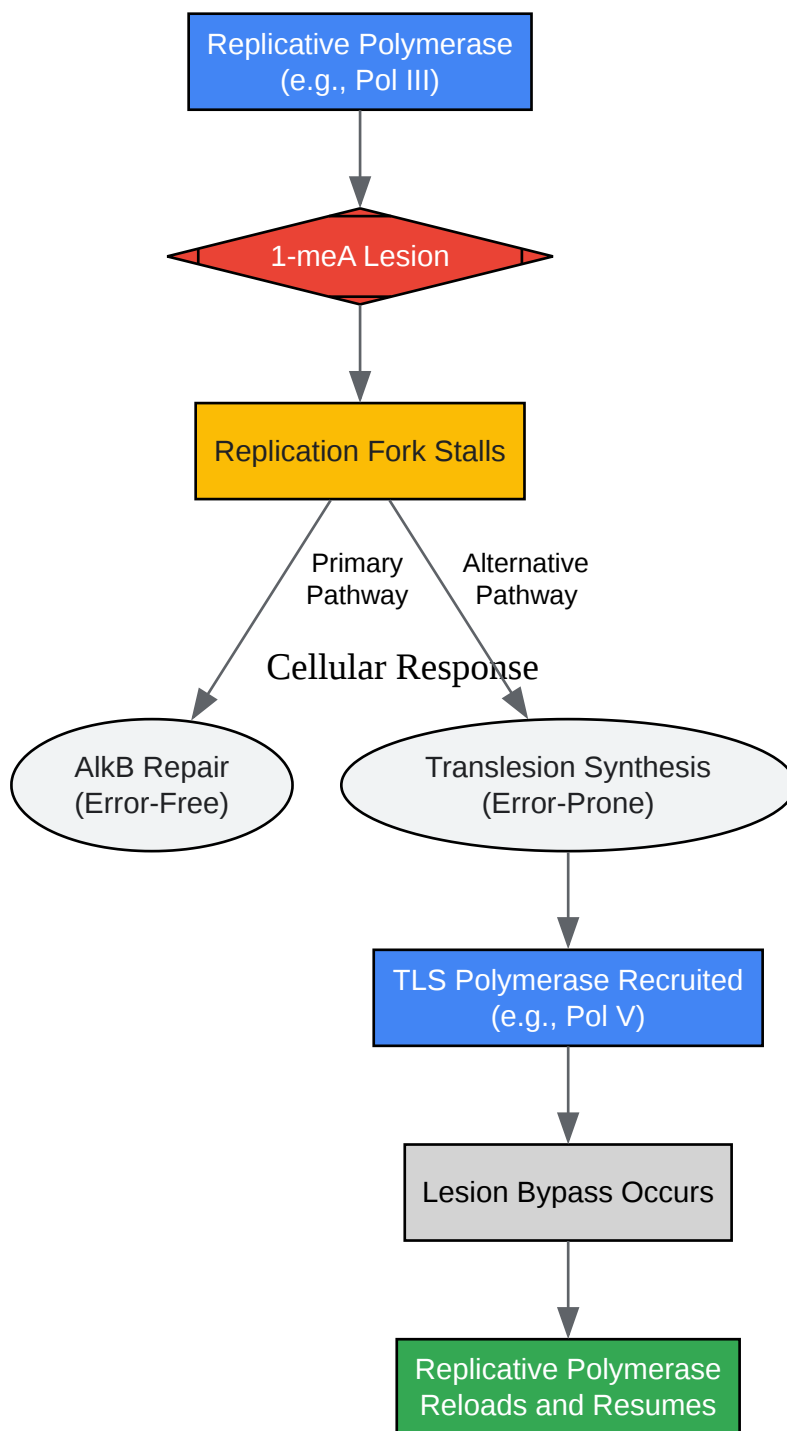 Replicative Polymerase
(e.g., Pol III)
1-meA Lesion
Replication Fork Stalls
Primary
Pathway
Alternative
Pathway
Cellular Response
AlkB Repair
(Error-Free)
Translesion Synthesis
(Error-Prone)
TLS Polymerase Recruited
(e.g., Pol V)
Lesion Bypass Occurs
Replicative Polymerase
Reloads and Resumes